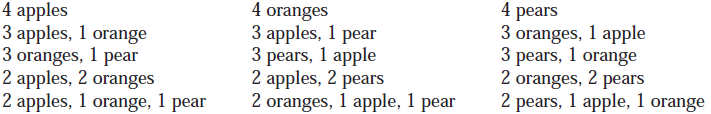 4 apples 4 oranges 4 pears
3 apples, 1 orange 3 apples, 1 pear 3 oranges, 1 apple
3 oranges, 1 pear 3 pears, 1 apple 3 pears, 1 orange
2 apples, 2 oranges 2 apples, 2 pears 2 oranges, 2 pears
2 apples, 1 orange, 1 pear 2 oranges, 1 apple, 1 pear 2 pears, 1 apple, 1 orange